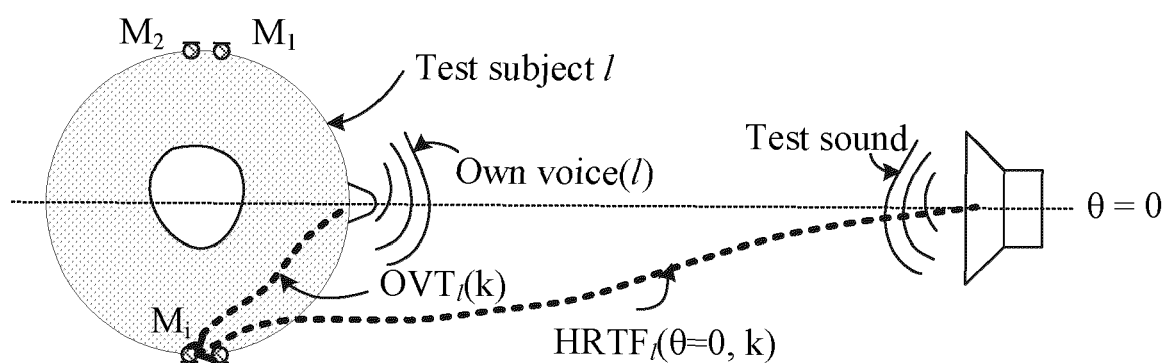 M₂ M₁
Test subject l
Test sound
Own voice(l)
θ = 0
OVTₗ(k)
Mᵢ
HRTFₗ(θ=0, k)